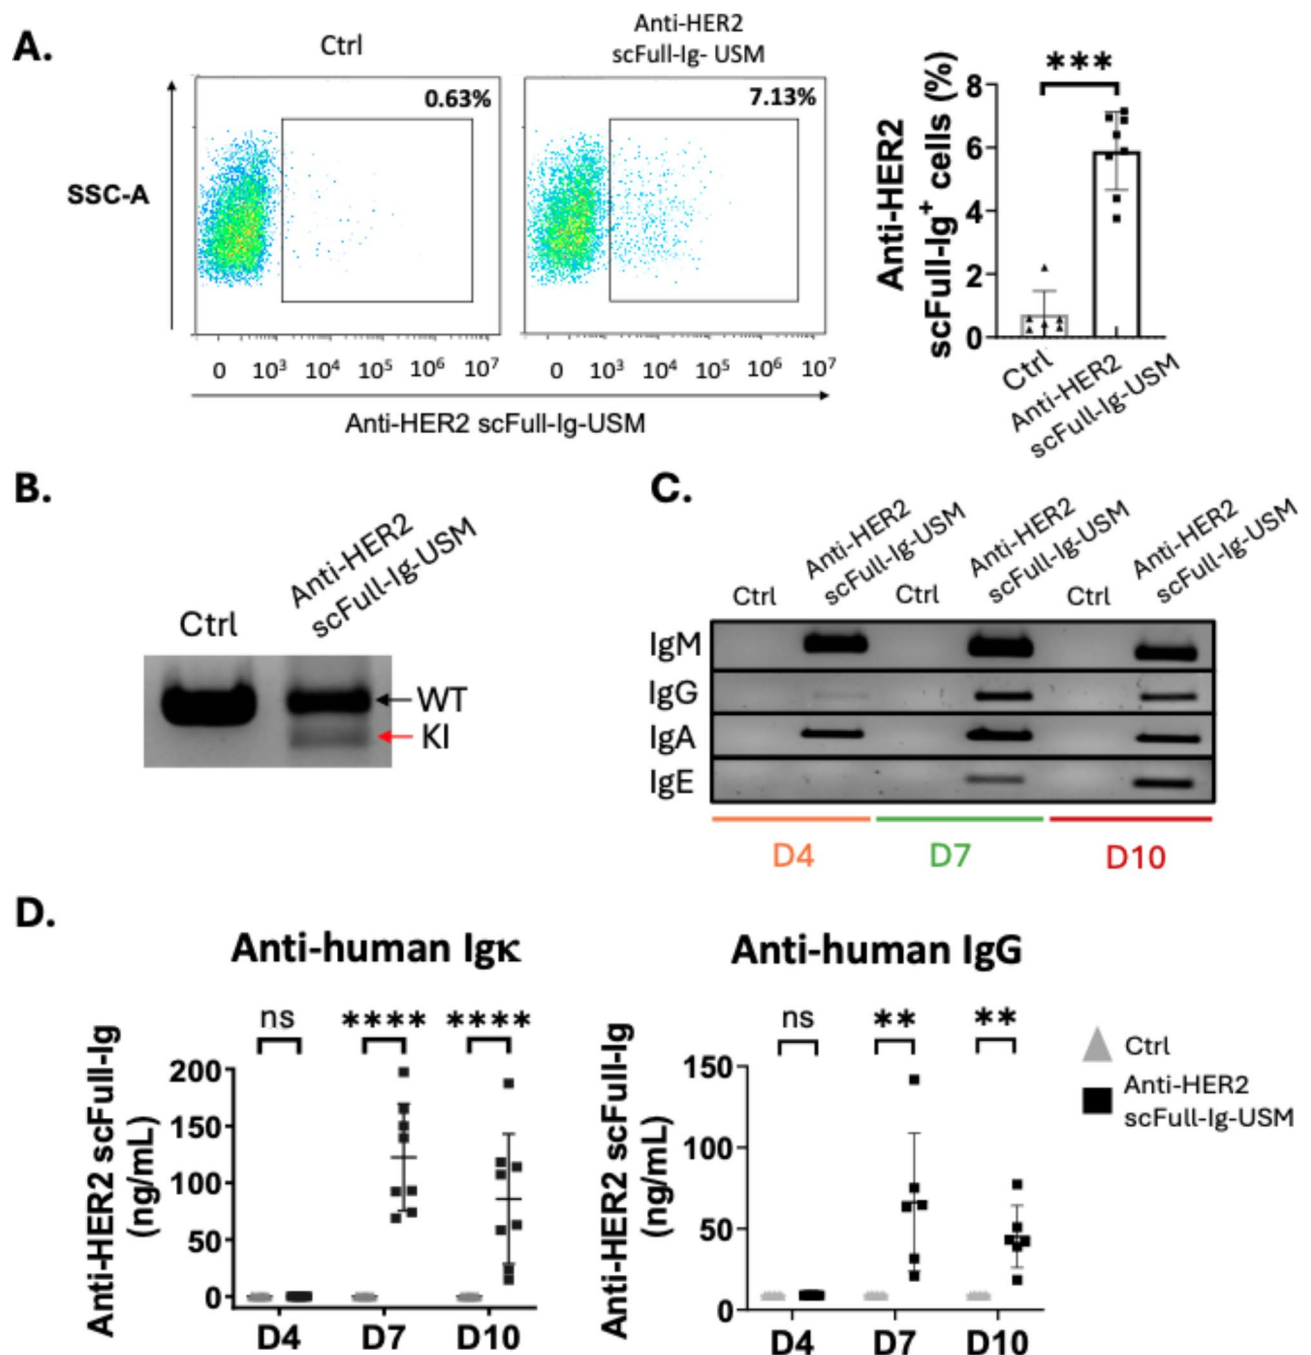 A.
Ctrl
Anti-HER2
scFull-Ig- USM
0.63%
7.13%
SSC-A
0 10³ 10⁴ 10⁵ 10⁶ 10⁷
0 10³ 10⁴ 10⁵ 10⁶ 10⁷
Anti-HER2 scFull-Ig-USM
***
Anti-HER2
scFull-Ig⁺ cells (%)
8
6
4
2
0
Ctrl
Anti-HER2
scFull-Ig-USM
B.
Ctrl
Anti-HER2
scFull-Ig-USM
WT
KI
C.
Ctrl
Anti-HER2
scFull-Ig-USM
Ctrl
Anti-HER2
scFull-Ig-USM
Ctrl
Anti-HER2
scFull-Ig-USM
IgM
IgG
IgA
IgE
D4 D7 D10
D.
Anti-human Igκ
ns **** ****
Anti-HER2 scFull-Ig
(ng/mL)
200
150
100
50
0
D4 D7 D10
Anti-human IgG
ns ** **
Anti-HER2 scFull-Ig
(ng/mL)
150
100
50
0
D4 D7 D10
Ctrl
Anti-HER2
scFull-Ig-USM